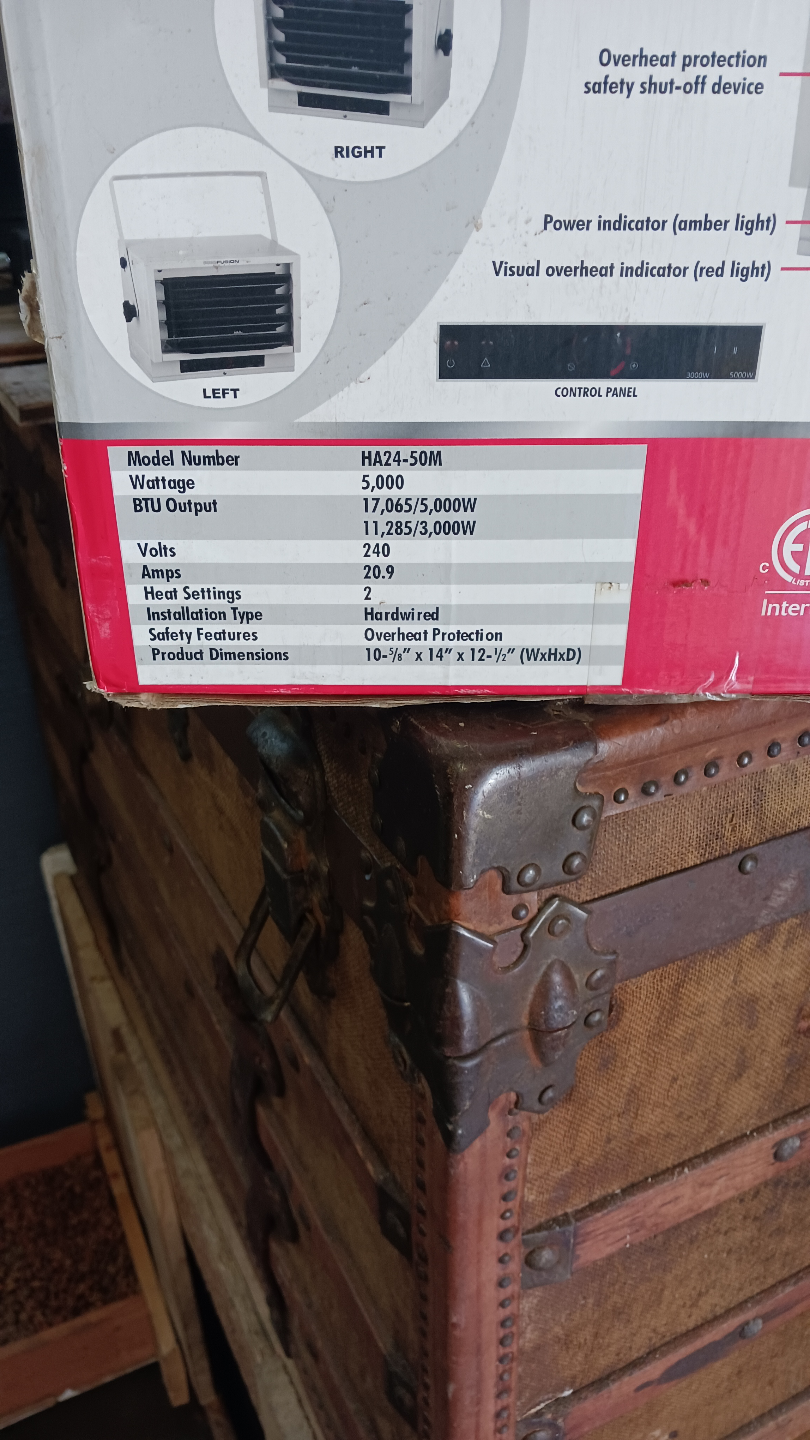 Overheat protection
safety shut-off device
RIGHT
Power indicator (amber light)
Visual overheat indicator (red light)
FUSION
3000W 5000W
LEFT
CONTROL PANEL
Model Number HA24-50M
Wattage 5,000
BTU Output 17,065/5,000W
11,285/3,000W
Volts 240
Amps 20.9
Heat Settings 2
Installation Type Hardwired
Safety Features Overheat Protection
Product Dimensions 10-5/8" x 14" x 12-1/2" (WxHxD)
C
Inter